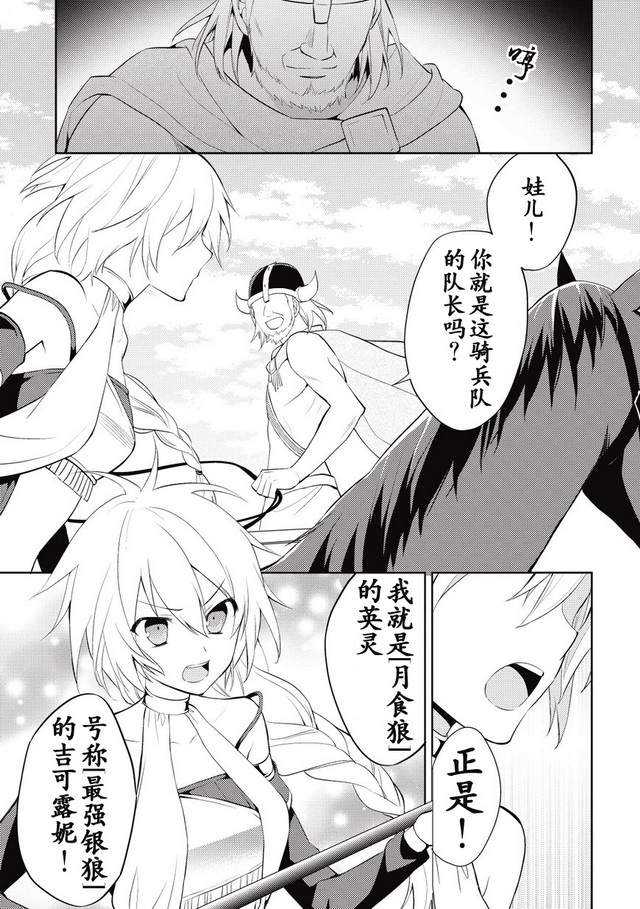 哼
...
娃儿！
你就是这骑兵队
的队长吗？
正是！
我就是「月食狼」
的英灵
号称「最强银狼」
的吉可露妮！